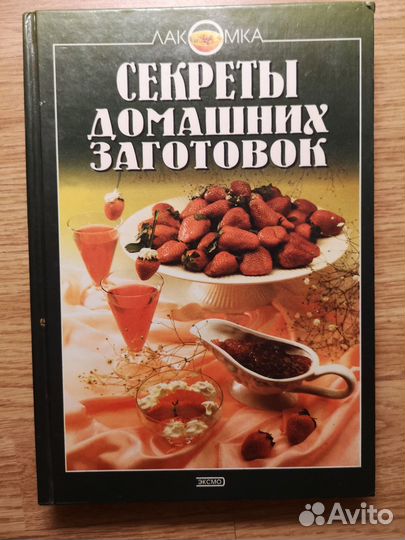 ЛАКОМКА
СЕКРЕТЫ
ДОМАШНИХ
ЗАГОТОВОК
ЭКСМО
Avito